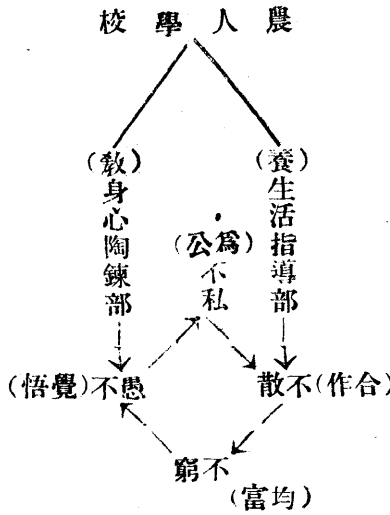 農人學校
(養)生活指導部
(敎)身心陶鍊部
(爲公)
不私
(合作)不散
不愚(覺悟)
不窮
(均富)